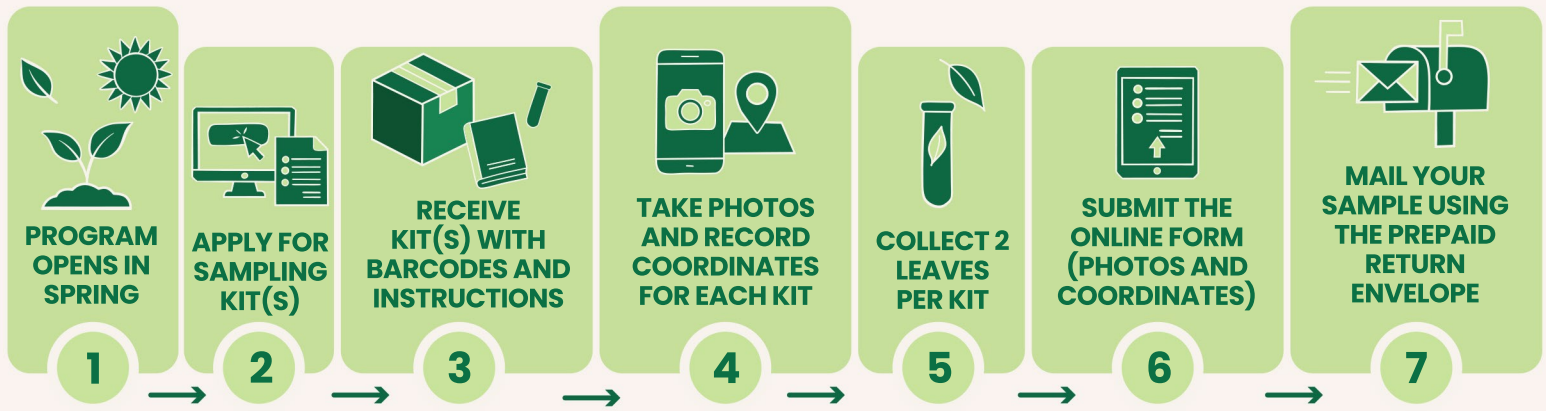 PROGRAM
OPENS IN
SPRING
1
APPLY FOR
SAMPLING
KIT(S)
2
RECEIVE
KIT(S) WITH
BARCODES AND
INSTRUCTIONS
3
TAKE PHOTOS
AND RECORD
COORDINATES
FOR EACH KIT
4
COLLECT 2
LEAVES
PER KIT
5
SUBMIT THE
ONLINE FORM
(PHOTOS AND
COORDINATES)
6
MAIL YOUR
SAMPLE USING
THE PREPAID
RETURN
ENVELOPE
7